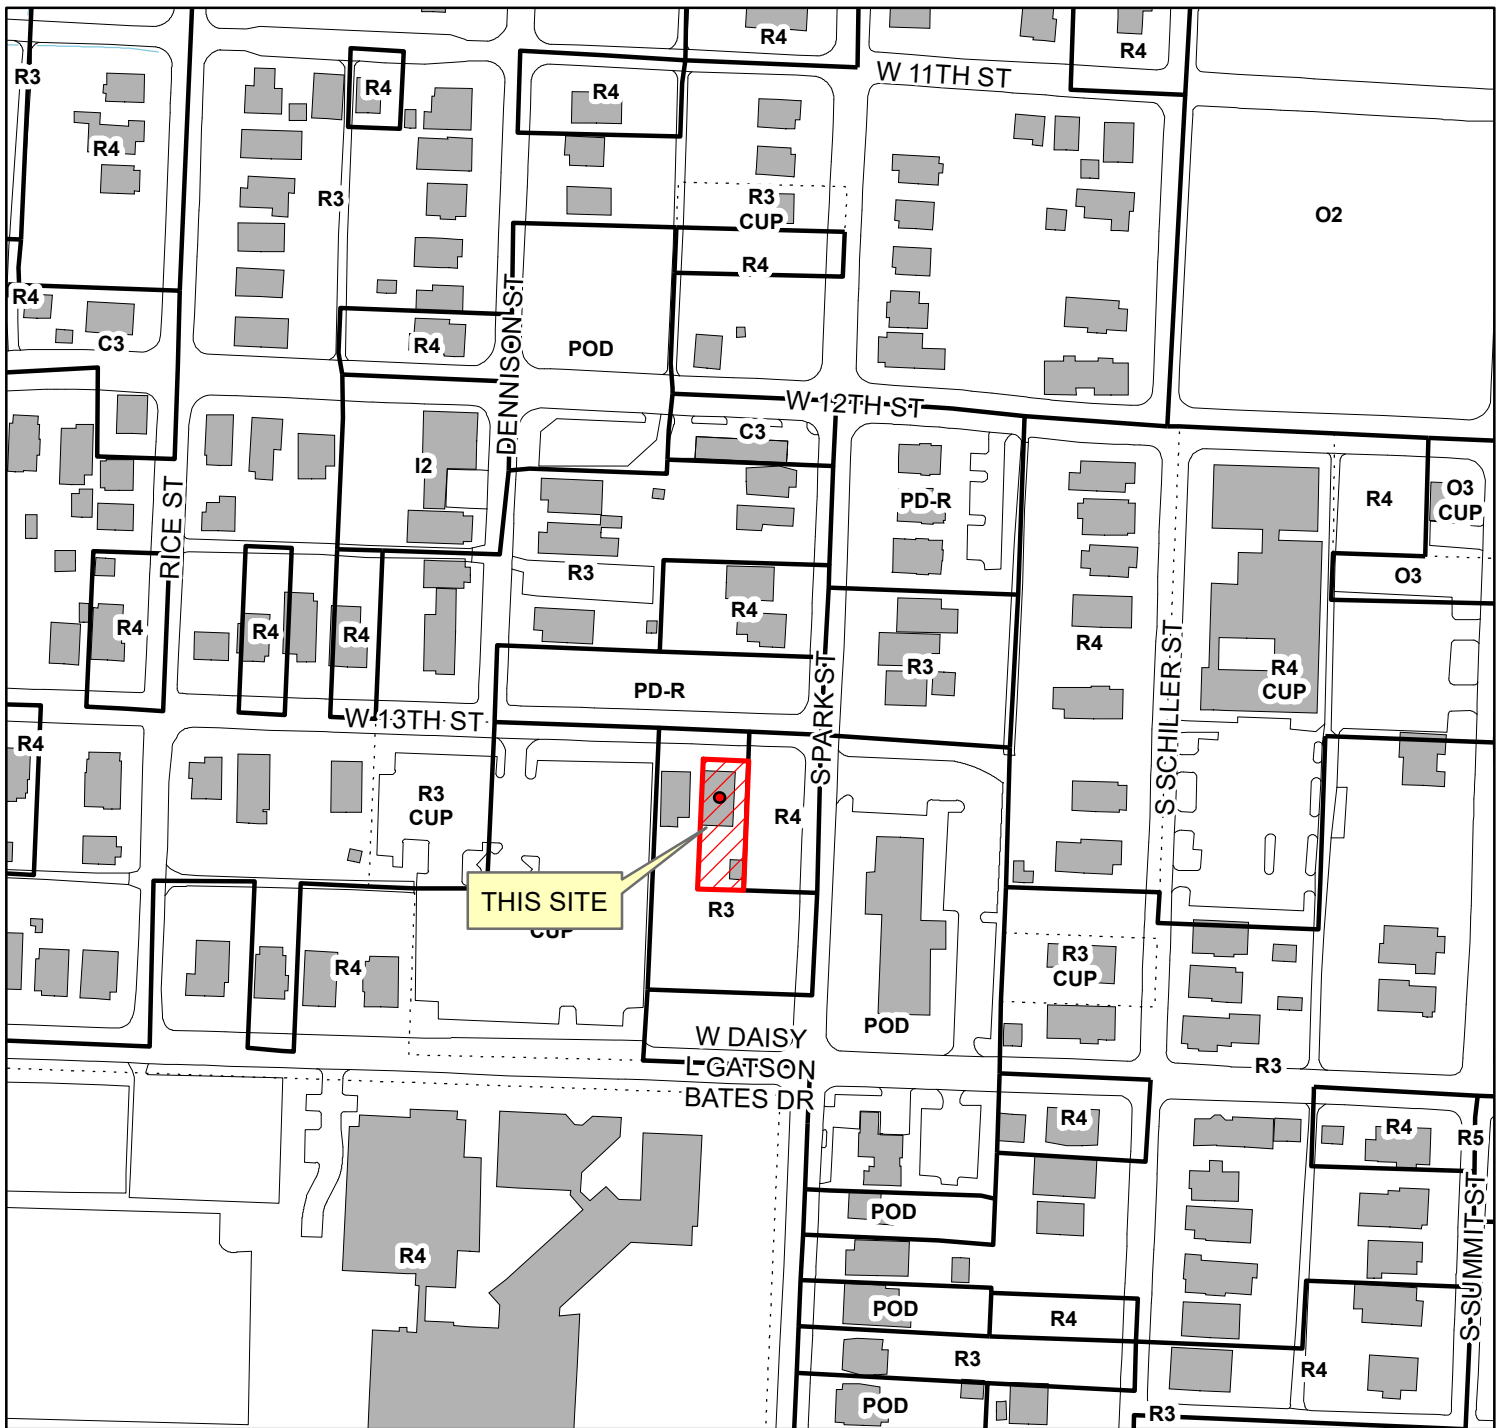 R4
R4
W 11TH ST
R3
R4
R4
R4
R3
R3
CUP
O2
R4
R4
C3
R4
DENNISON ST
POD
W 12TH ST
C3
I2
PD-R
R4
O3
CUP
RICE ST
R3
O3
R4
R4
R4
R4
R4
R3
S PARK ST
S SCHILLER ST
R4
CUP
PD-R
W 13TH ST
R4
R3
CUP
R4
THIS SITE
CUP
R3
R4
R3
CUP
POD
W DAISY
L GATSON
BATES DR
R3
R4
R4
R5
S SUMMIT ST
POD
R4
POD
R4
R3
R4
POD
R3